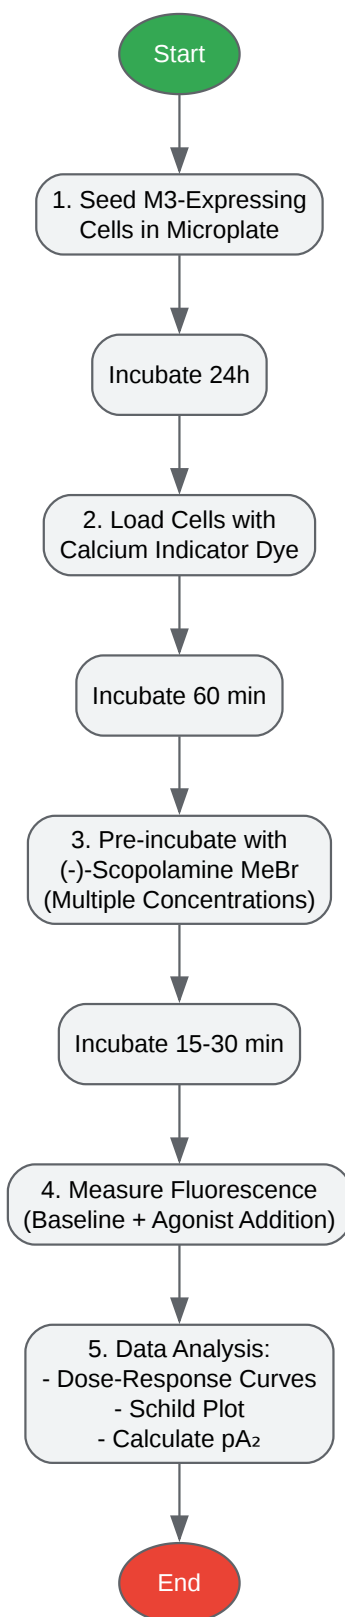 Start
1. Seed M3-Expressing
Cells in Microplate
Incubate 24h
2. Load Cells with
Calcium Indicator Dye
Incubate 60 min
3. Pre-incubate with
(-)-Scopolamine MeBr
(Multiple Concentrations)
Incubate 15-30 min
4. Measure Fluorescence
(Baseline + Agonist Addition)
5. Data Analysis:
- Dose-Response Curves
- Schild Plot
- Calculate pA₂
End